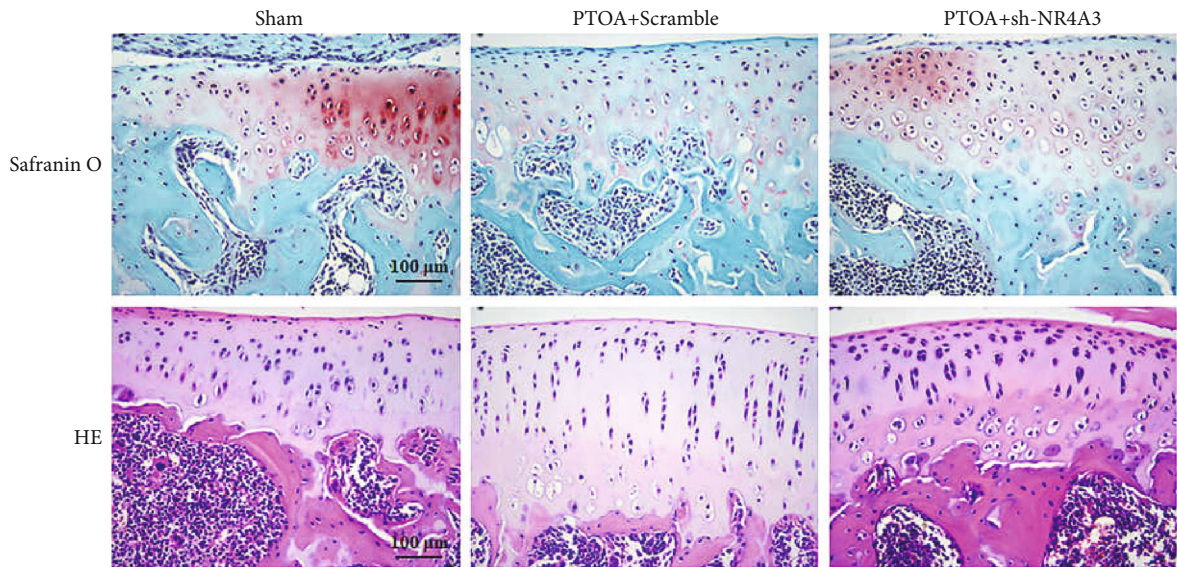 Sham PTOA+Scramble PTOA+sh-NR4A3
Safranin O
100 μm
HE
100 μm